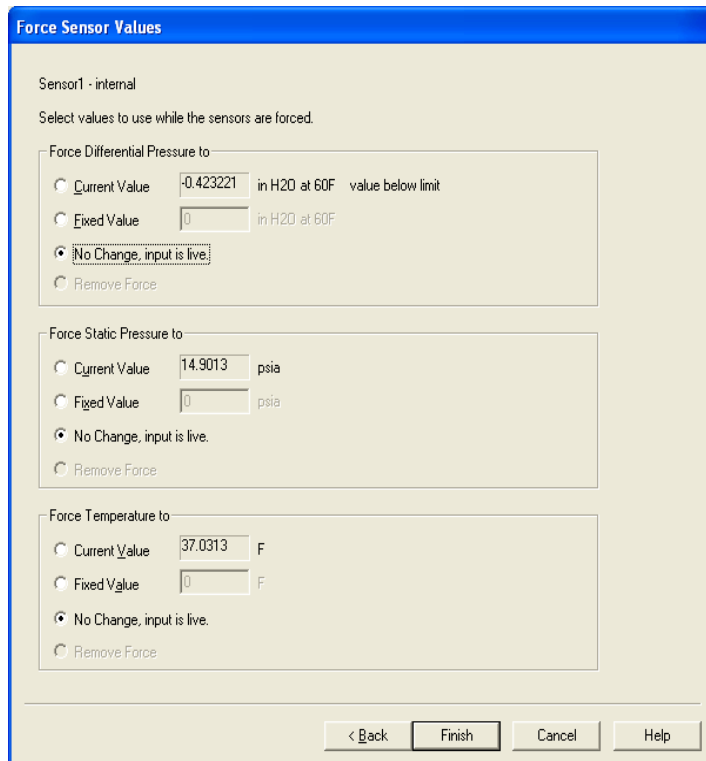 Force Sensor Values
Sensor1 - internal
Select values to use while the sensors are forced.
Force Differential Pressure to
Current Value -0.423221 in H2O at 60F value below limit
Fixed Value 0 in H2O at 60F
No Change, input is live.
Remove Force
Force Static Pressure to
Current Value 14.9013 psia
Fixed Value 0 psia
No Change, input is live.
Remove Force
Force Temperature to
Current Value 37.0313 F
Fixed Value 0 F
No Change, input is live.
Remove Force
< Back Finish Cancel Help